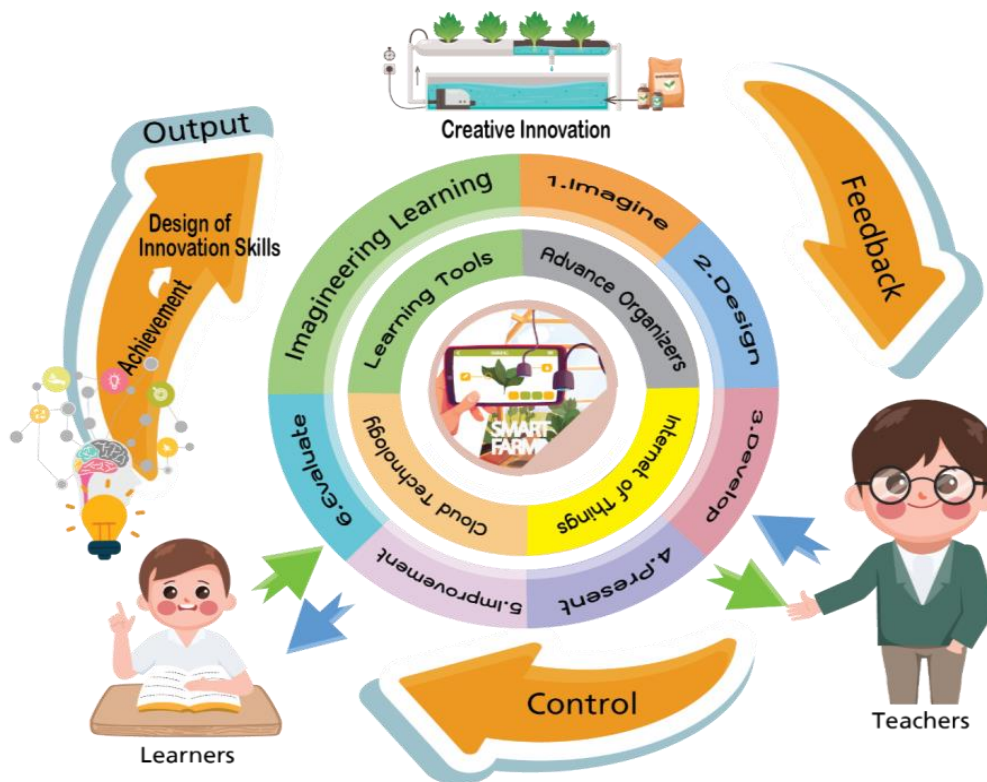 Creative Innovation
Output
Design of
Innovation Skills
Achievement
Feedback
Imagineering Learning
1.Imagine
2.Design
3.Develop
4.Present
5.Improvement
6.Evaluate
Learning Tools
Advance Organizers
Internet of Things
Cloud Technology
SMART
FARM
Control
Learners
Teachers